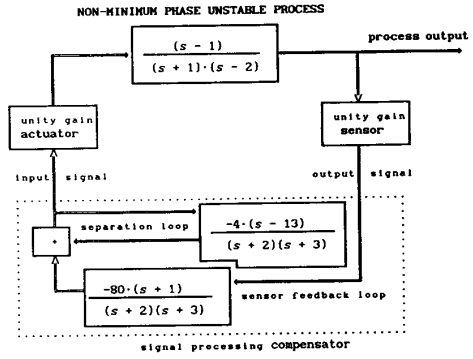 NON-MINIMUM PHASE UNSTABLE PROCESS
(s - 1)
(s + 1)·(s - 2)
process output
unity gain
actuator
unity gain
sensor
input signal
output signal
+
separation loop
-4·(s - 13)
(s + 2)(s + 3)
-80·(s + 1)
(s + 2)(s + 3)
sensor feedback loop
signal processing compensator